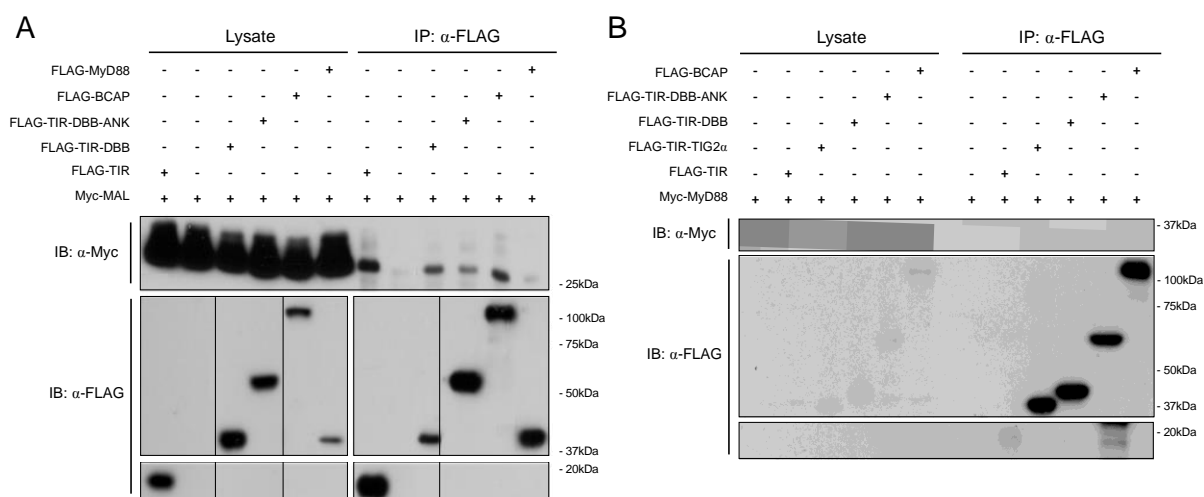 A
Lysate
IP: α-FLAG
FLAG-MyD88 - - - - - + - - - - - +
FLAG-BCAP - - - - + - - - - - + -
FLAG-TIR-DBB-ANK - - - + - - - - - + - -
FLAG-TIR-DBB - - + - - - - - + - - -
FLAG-TIR + - - - - - + - - - - -
Myc-MAL + + + + + + + + + + + +
IB: α-Myc
- 25kDa
- 100kDa
- 75kDa
IB: α-FLAG
- 50kDa
- 37kDa
- 20kDa
B
Lysate
IP: α-FLAG
FLAG-BCAP - - - - - + - - - - - +
FLAG-TIR-DBB-ANK - - - - + - - - - - + -
FLAG-TIR-DBB - - - + - - - - - + - -
FLAG-TIR-TIG2α - - + - - - - - + - - -
FLAG-TIR - + - - - - - + - - - -
Myc-MyD88 + + + + + + + + + + + +
- 37kDa
IB: α-Myc
- 100kDa
- 75kDa
IB: α-FLAG
- 50kDa
- 37kDa
- 20kDa